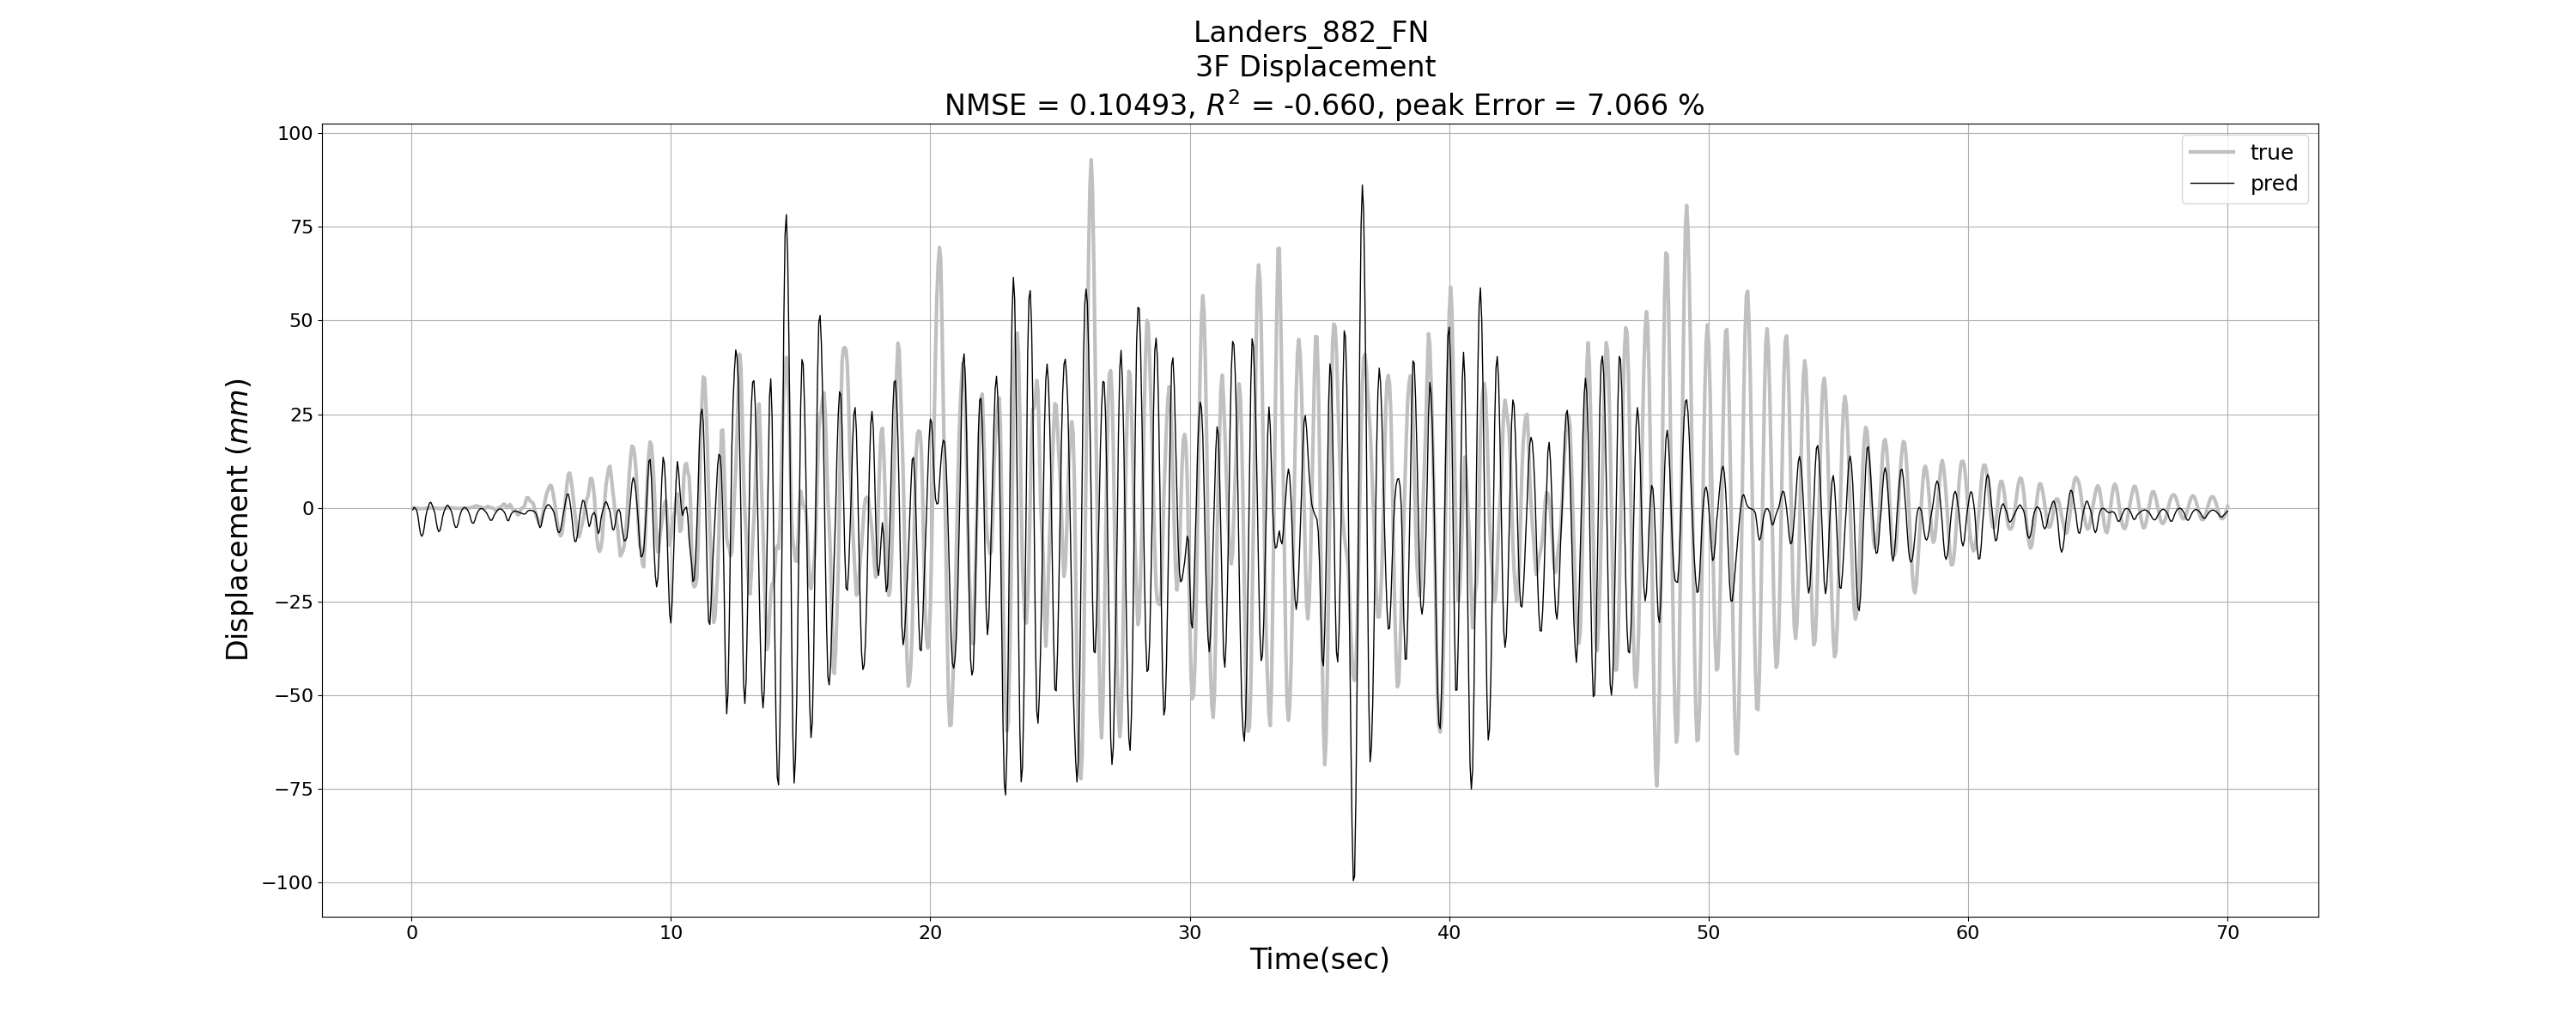 Landers_882_FN
3F Displacement
NMSE = 0.10493, R² = -0.660, peak Error = 7.066 %
100
75
50
25
0
−25
−50
−75
−100
Displacement (mm)
true
pred
0 10 20 30 40 50 60 70
Time(sec)